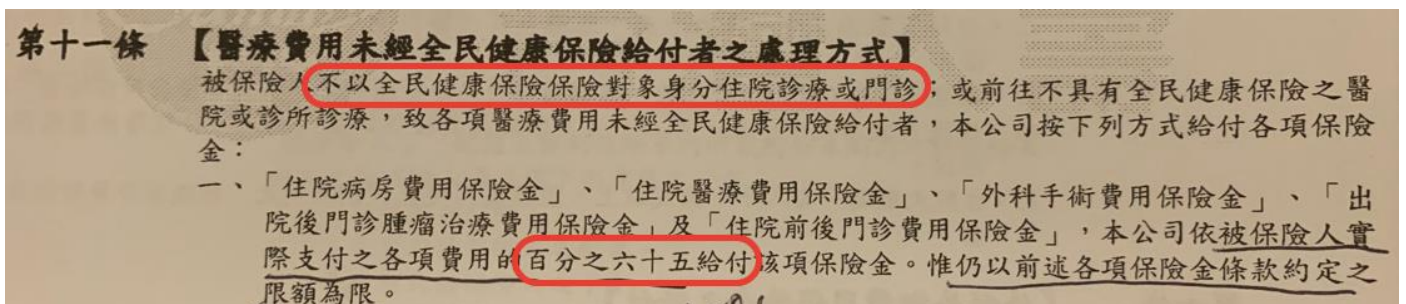 第十一條 【醫療費用未經全民健康保險給付者之處理方式】
被保險人不以全民健康保險保險對象身分住院診療或門診；或前往不具有全民健康保險之醫
院或診所診療，致各項醫療費用未經全民健康保險給付者，本公司按下列方式給付各項保險
金：
一、「住院病房費用保險金」、「住院醫療費用保險金」、「外科手術費用保險金」、「出
院後門診腫瘤治療費用保險金」及「住院前後門診費用保險金」，本公司依被保險人實
際支付之各項費用的百分之六十五給付該項保險金。惟仍以前述各項保險金條款約定之
限額為限。